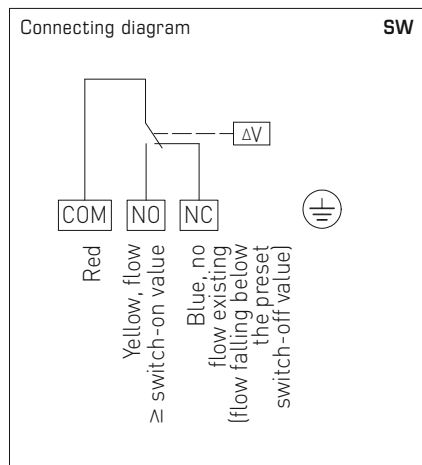 Connecting diagram SW
ΔV
COM NO NC
Red
Yellow, flow
≥ switch-on value
Blue, no
flow existing
(flow falling below
the preset
switch-off value)